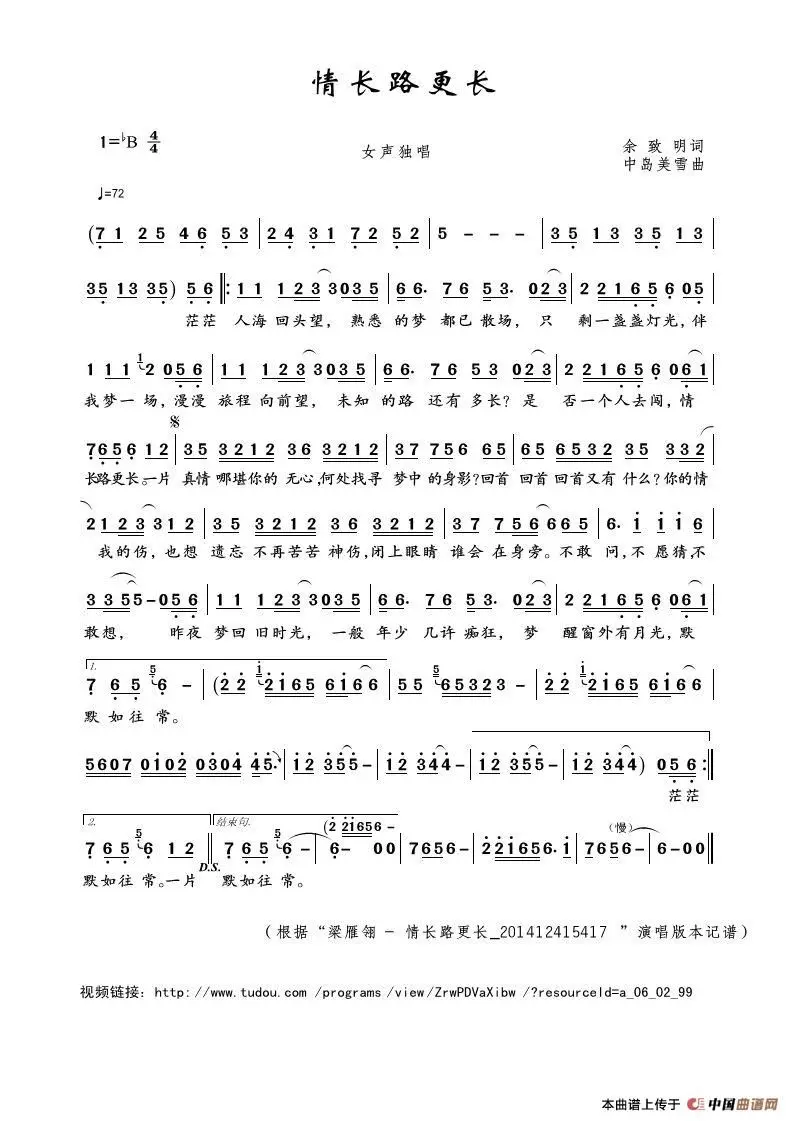 情长路更长
1=♭B 4/4
女声独唱
余 致 明词
中岛美雪曲
♩=72
(7 1 2 5 4 6 5 3 | 2 4 3 1 7 2 5 2 | 5 - - - | 3 5 1 3 3 5 1 3 |
3 5 1 3 3 5) 5 6 ‖: 1 1 1 2 3 3 0 3 5 | 6 6. 7 6 5 3. 0 2 3 | 2 2 1 6 5 6 0 5 |
茫茫 人海 回头望， 熟悉 的梦 都已 散场， 只 剩一盏盏灯光，伴
1 1 1 1 2 0 5 6 | 1 1 1 2 3 3 0 3 5 | 6 6. 7 6 5 3 0 2 3 | 2 2 1 6 5 6 0 6 1 |
我梦一 场，漫漫 旅程 向前望， 未知 的路 还有 多长？是 否一个人去闯，情
7 6 5 6 1 2 | 3 5 3 2 1 2 3 6 3 2 1 2 | 3 7 7 5 6 6 5 | 6 5 6 5 3 2 3 5 3 3 2 |
长路更长。一片 真情 哪堪你的 无心，何处找寻 梦中 的身影？回首 回首 回首又有 什么？你的情
2 1 2 3 3 1 2 | 3 5 3 2 1 2 3 6 3 2 1 2 | 3 7 7 5 6 6 6 5 | 6. 1 1 1 6 |
我的伤，也想 遗忘 不再苦苦 神伤，闭上眼睛 谁会 在身旁。不敢 问，不 愿猜，不
3 3 5 5 - 0 5 6 | 1 1 1 2 3 3 0 3 5 | 6 6. 7 6 5 3. 0 2 3 | 2 2 1 6 5 6 0 6 1 |
敢想， 昨夜 梦回 旧时光， 一般 年少 几许 痴狂， 梦 醒窗外有月光，默
1.
7 6 5 5 6 - | (2 2 1 2 1 6 5 6 1 6 6 | 5 5 5 6 5 3 2 3 - | 2 2 1 2 1 6 5 6 1 6 6 |
默 如往 常。
5 6 0 7 0 1 0 2 0 3 0 4 4 5. | 1 2 3 5 5 - | 1 2 3 4 4 - | 1 2 3 5 5 - | 1 2 3 4 4) 0 5 6 :‖
茫茫
2. 结束句. (2 2 1 6 5 6 - (慢)
7 6 5 5 6 1 2 ‖ 7 6 5 5 6 - | 6 - 0 0 | 7 6 5 6 - | 2 2 1 6 5 6. 1 | 7 6 5 6 - | 6 - 0 0 ‖
D.S.
默如往 常。一片 默如往 常。
（根据“梁雁翎 － 情长路更长_201412415417 ”演唱版本记谱）
视频链接：http://www.tudou.com /programs /view/ZrwPDVaXibw /?resourceId=a_06_02_99
本曲谱上传于 中国曲谱网